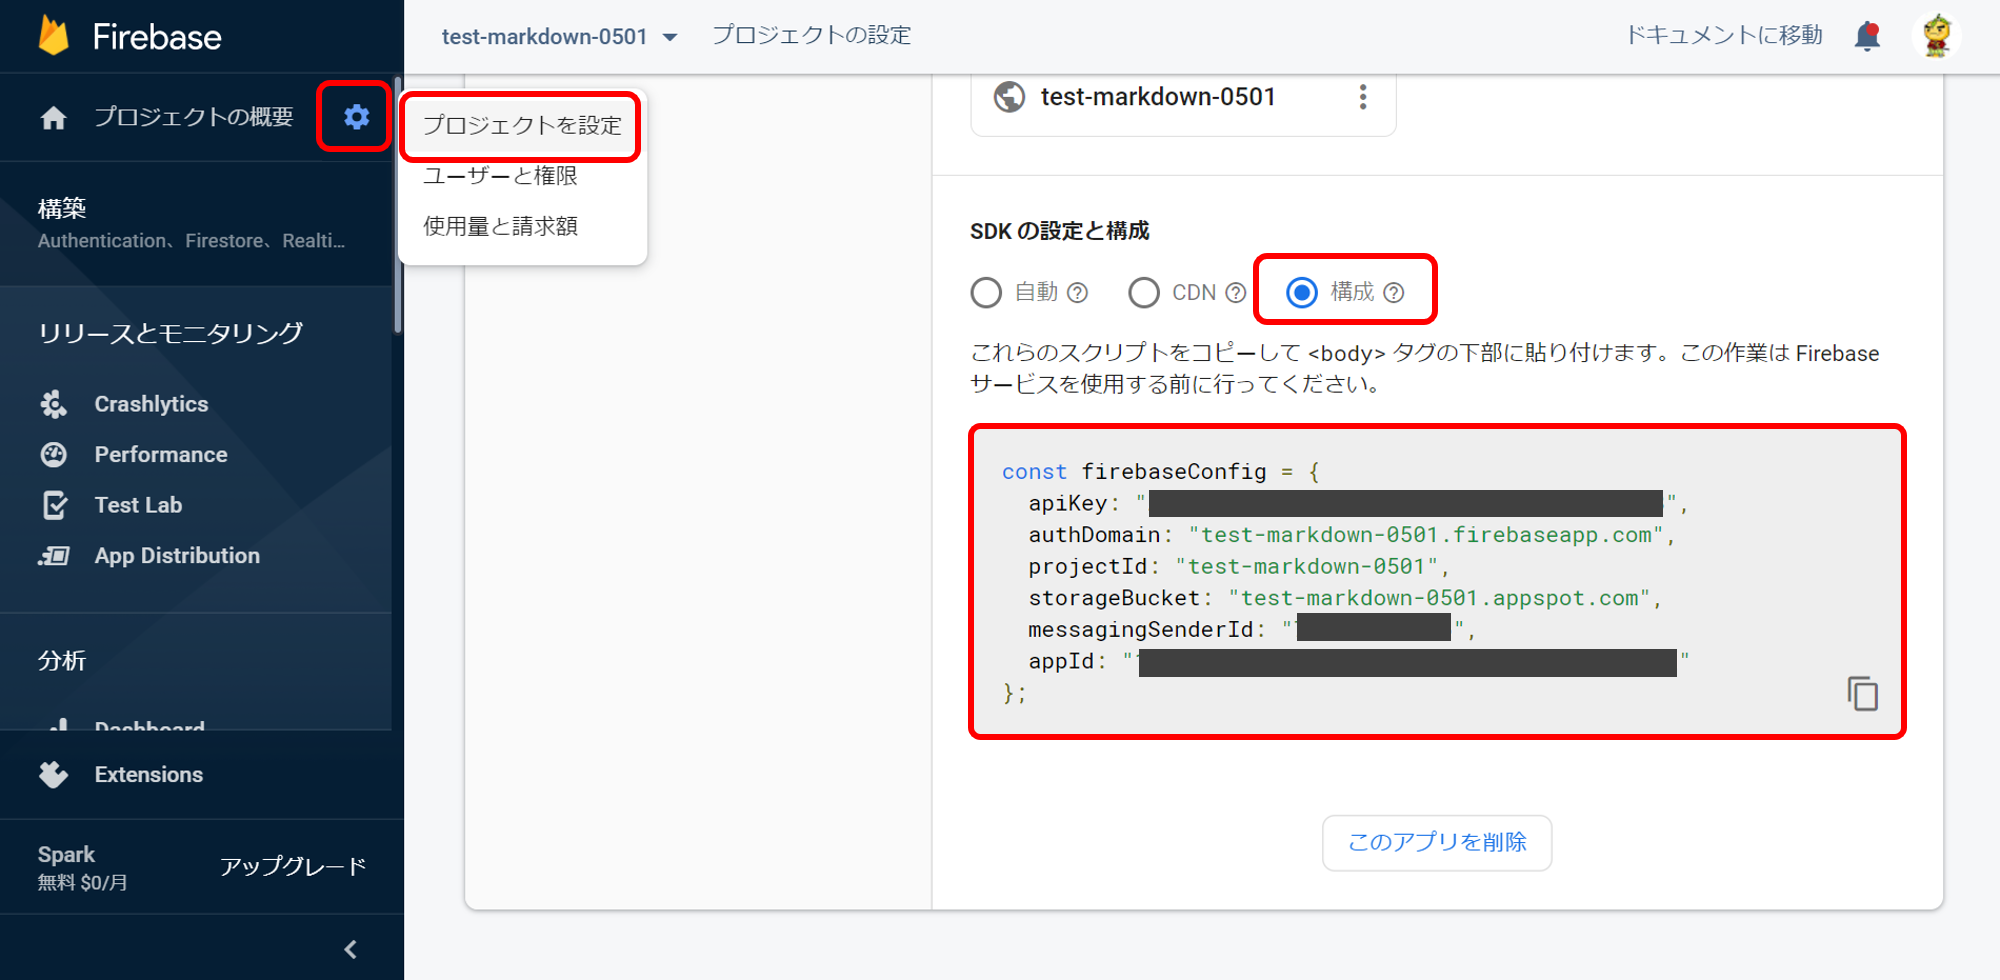 Firebase
test-markdown-0501
プロジェクトの設定
ドキュメントに移動
プロジェクトの概要
プロジェクトを設定
ユーザーと権限
使用量と請求額
構築
Authentication、Firestore、Realti...
リリースとモニタリング
Crashlytics
Performance
Test Lab
App Distribution
分析
Dashboard
Extensions
Spark
無料 $0/月
アップグレード
test-markdown-0501
SDK の設定と構成
自動
CDN
構成
これらのスクリプトをコピーして <body> タグの下部に貼り付けます。この作業は Firebase
サービスを使用する前に行ってください。
const firebaseConfig = {
apiKey: "",
authDomain: "test-markdown-0501.firebaseapp.com",
projectId: "test-markdown-0501",
storageBucket: "test-markdown-0501.appspot.com",
messagingSenderId: "",
appId: ""
};
このアプリを削除